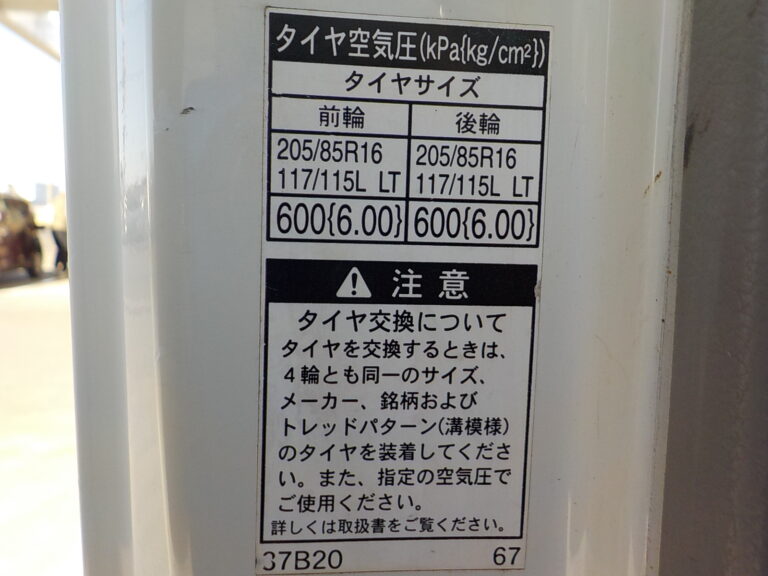 タイヤ空気圧(kPa{kg/cm²})
タイヤサイズ
前輪 後輪
205/85R16 205/85R16
117/115L LT 117/115L LT
600{6.00} 600{6.00}
注意
タイヤ交換について
タイヤを交換するときは、
4輪とも同一のサイズ、
メーカー、銘柄および
トレッドパターン(溝模様)
のタイヤを装着してくださ
い。また、指定の空気圧で
ご使用ください。
詳しくは取扱書をご覧ください。
37B20 67